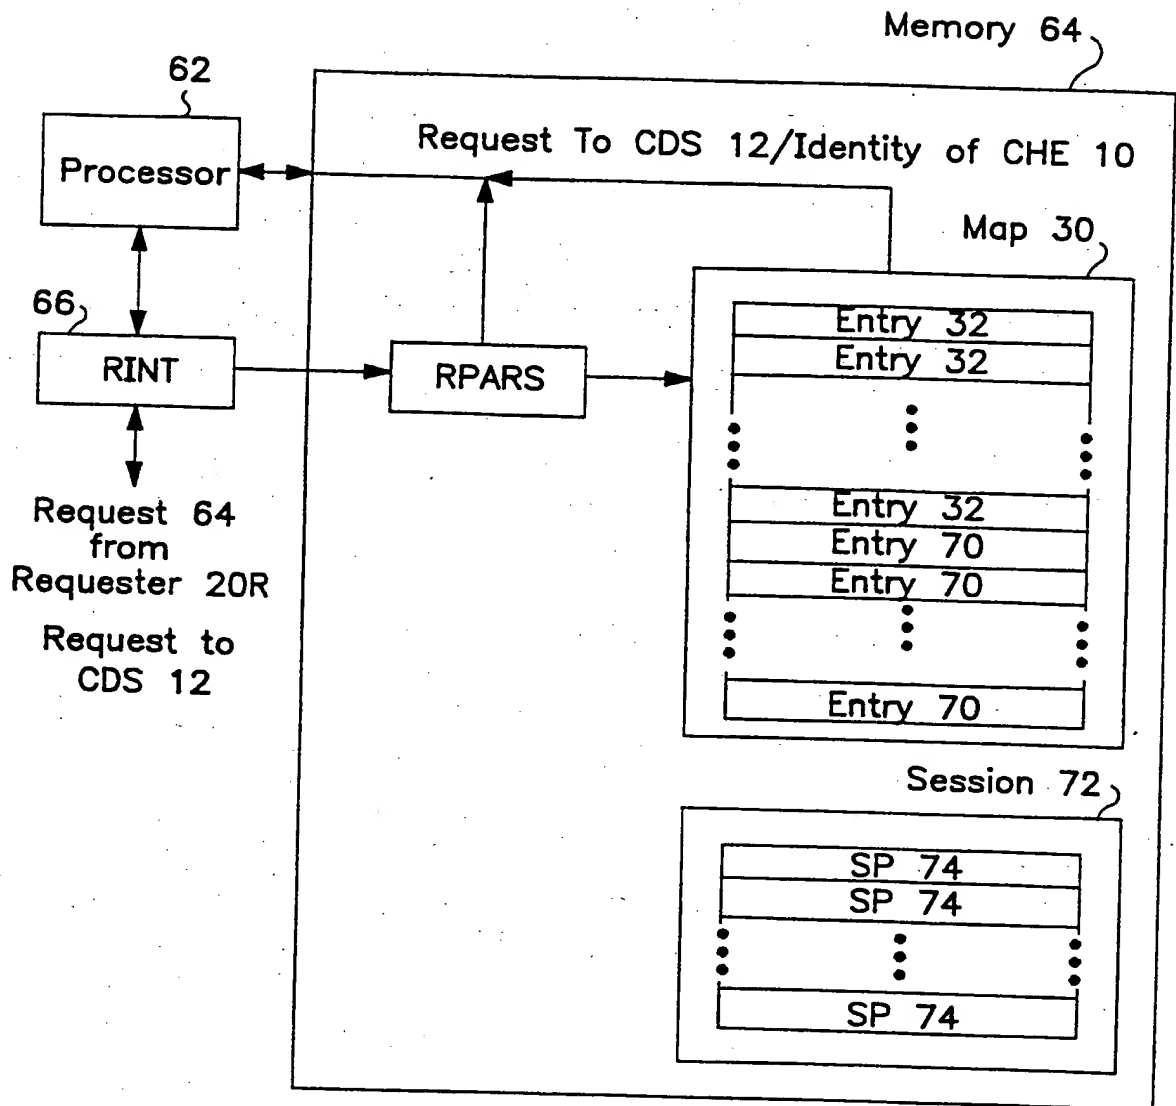 Memory 64
62
Processor
Request To CDS 12/Identity of CHE 10
Map 30
66
RINT
RPARS
Entry 32
Entry 32
Entry 32
Entry 70
Entry 70
Entry 70
Request 64
from
Requester 20R
Request to
CDS 12
Session 72
SP 74
SP 74
SP 74